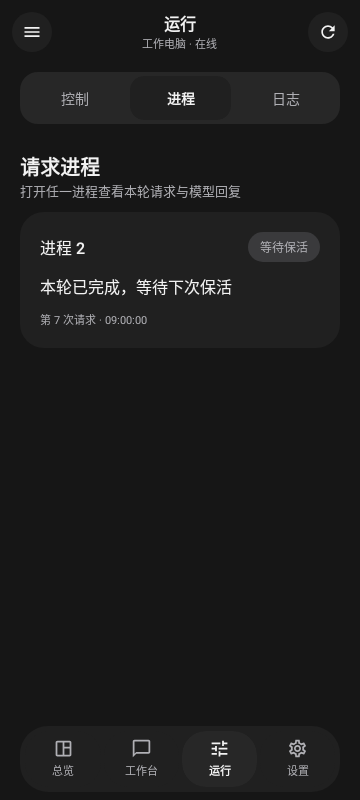 运行
工作电脑 · 在线
控制
进程
日志
请求进程
打开任一进程查看本轮请求与模型回复
进程 2
等待保活
本轮已完成，等待下次保活
第 7 次请求 · 09:00:00
总览
工作台
运行
设置